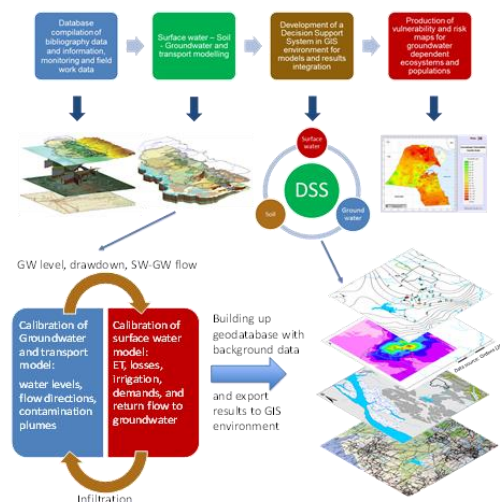 Database
compilation of
bibliography data
and information,
monitoring and field
work data
Surface water – Soil
- Groundwater and
transport modelling
Development of a
Decision Support
System in GIS
environment for
models and results
integration
Production of
vulnerability and risk
maps for
groundwater
dependent
ecosystems and
populations
Surface
water
DSS
Soil
Ground
water
GW level, drawdown, SW-GW flow
Calibration of
Groundwater
and transport
model:
water levels,
flow directions,
contamination
plumes
Calibration of
surface water
model:
ET, losses,
irrigation,
demands, and
return flow to
groundwater
Infiltration
Building up
geodatabase with
background data
and export
results to GIS
environment